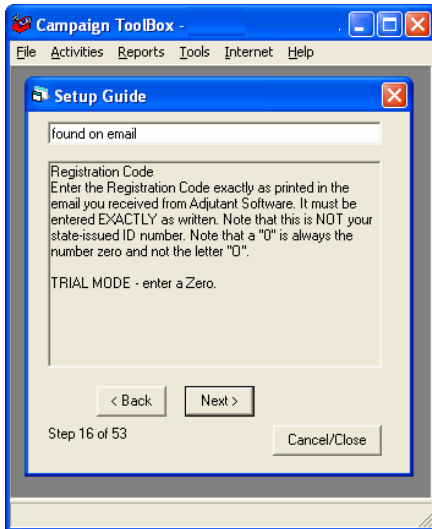 Campaign ToolBox - .
File Activities Reports Tools Internet Help
Setup Guide
found on email
Registration Code
Enter the Registration Code exactly as printed in the
email you received from Adjutant Software. It must be
entered EXACTLY as written. Note that this is NOT your
state-issued ID number. Note that a "0" is always the
number zero and not the letter "O".
TRIAL MODE - enter a Zero.
< Back Next >
Step 16 of 53
Cancel/Close